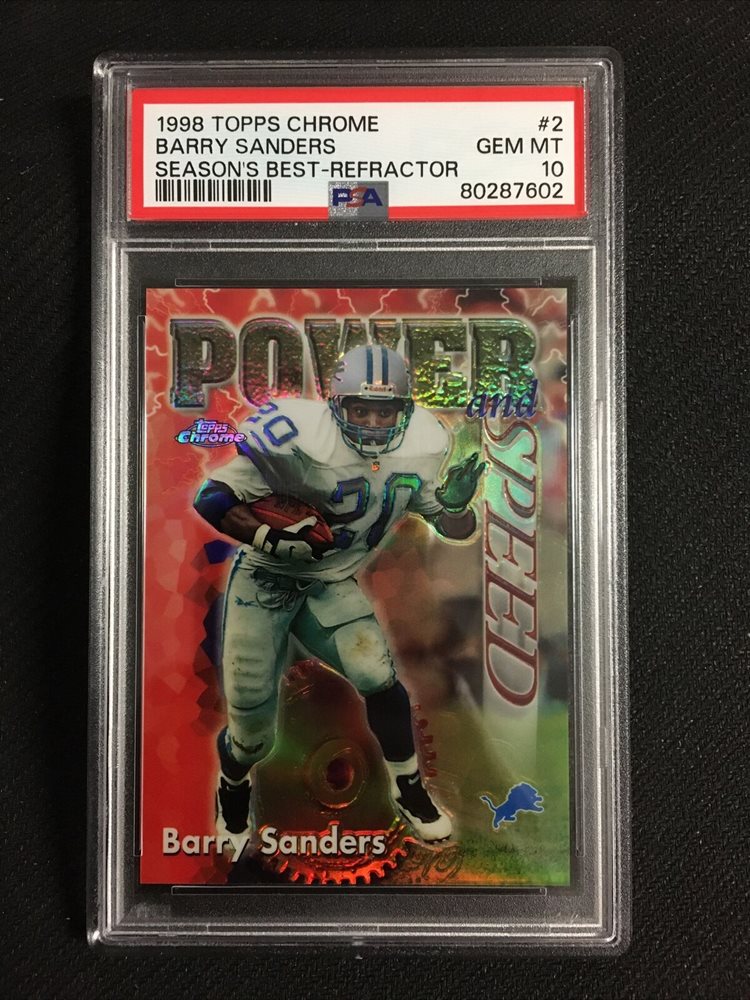 1998 TOPPS CHROME #2
BARRY SANDERS GEM MT
SEASON'S BEST-REFRACTOR 10
PSA 80287602
POWER
and
SPEED
Topps
Chrome
20
20
Barry Sanders